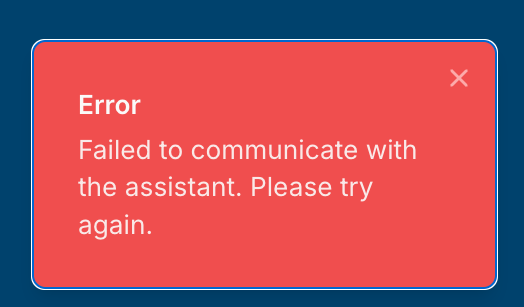 Error
Failed to communicate with
the assistant. Please try
again.